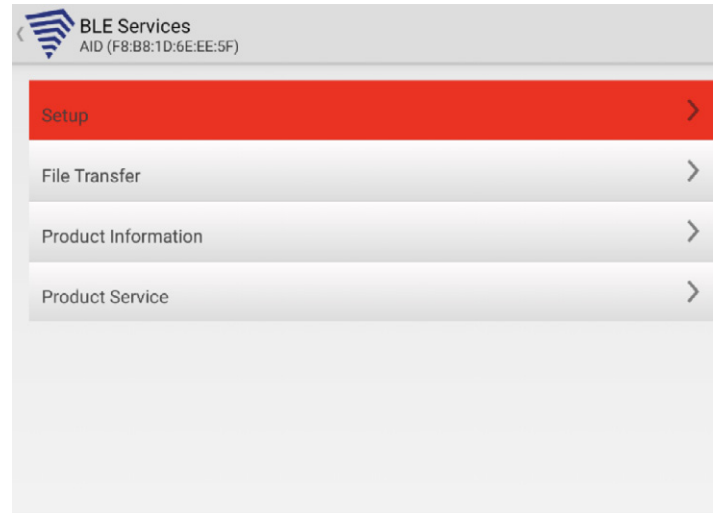 BLE Services
AID (F8:B8:1D:6E:EE:5F)
Setup
File Transfer
Product Information
Product Service